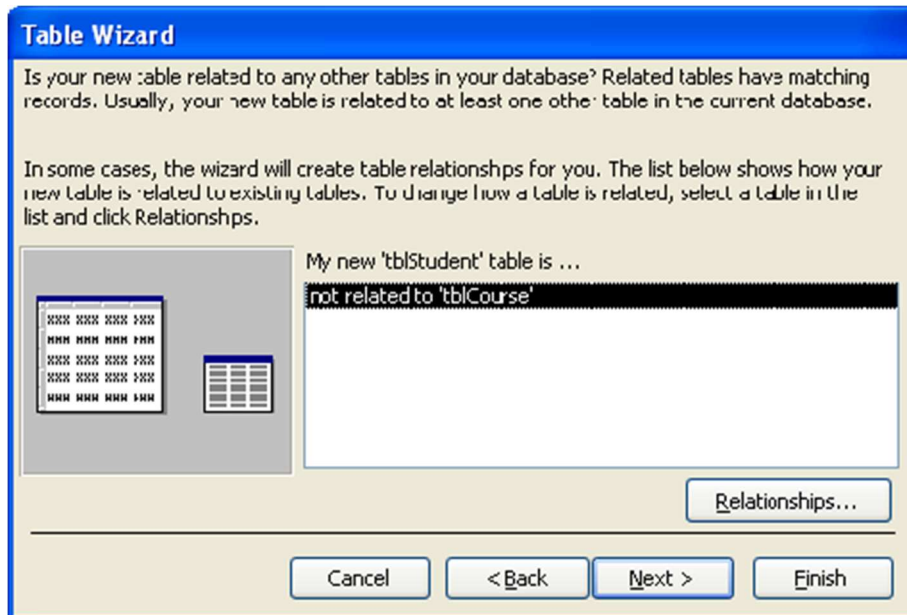 Table Wizard
Is your new table related to any other tables in your database? Related tables have matching
records. Usually, your new table is related to at least one other table in the current database.
In some cases, the wizard will create table relationshps for you. The list below shows how your
new table is related to existing tables. To change how a table is related, select a table in the
list and click Relationshps.
My new 'tblStudent' table is ...
not related to 'tblCourse'
Relationships...
Cancel
< Back
Next >
Finish